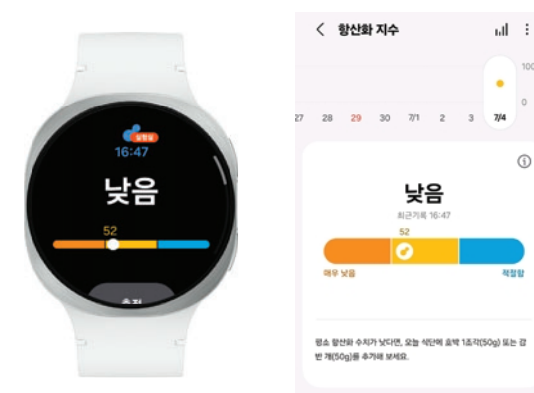 실험실
16:47
낮음
52
측정
항산화 지수
100
0
27 28 29 30 7/1 2 3 7/4
낮음
최근기록 16:47
52
매우 낮음 적절함
평소 항산화 수치가 낮다면, 오늘 식단에 호박 1조각(50g) 또는 감
반 개(50g)를 추가해 보세요.